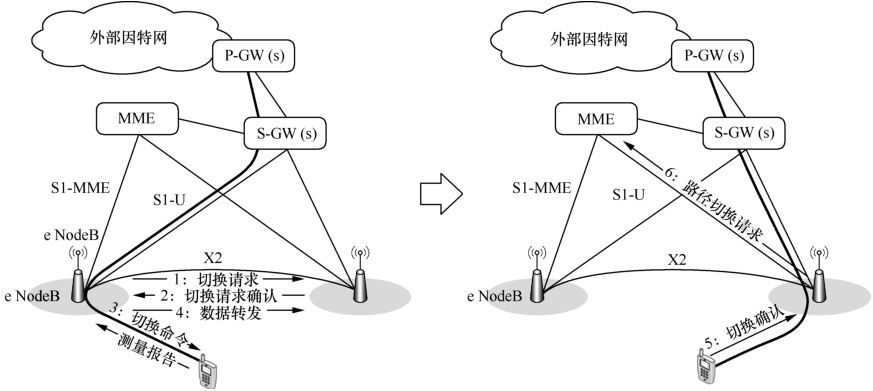 外部因特网
P-GW (s)
MME
S-GW (s)
S1-MME
S1-U
e NodeB
X2
e NodeB
1：切换请求
2：切换请求确认
4：数据转发
3：切换命令
测量报告
外部因特网
P-GW (s)
MME
S-GW (s)
6：路径切换请求
S1-MME
S1-U
X2
e NodeB
5：切换确认